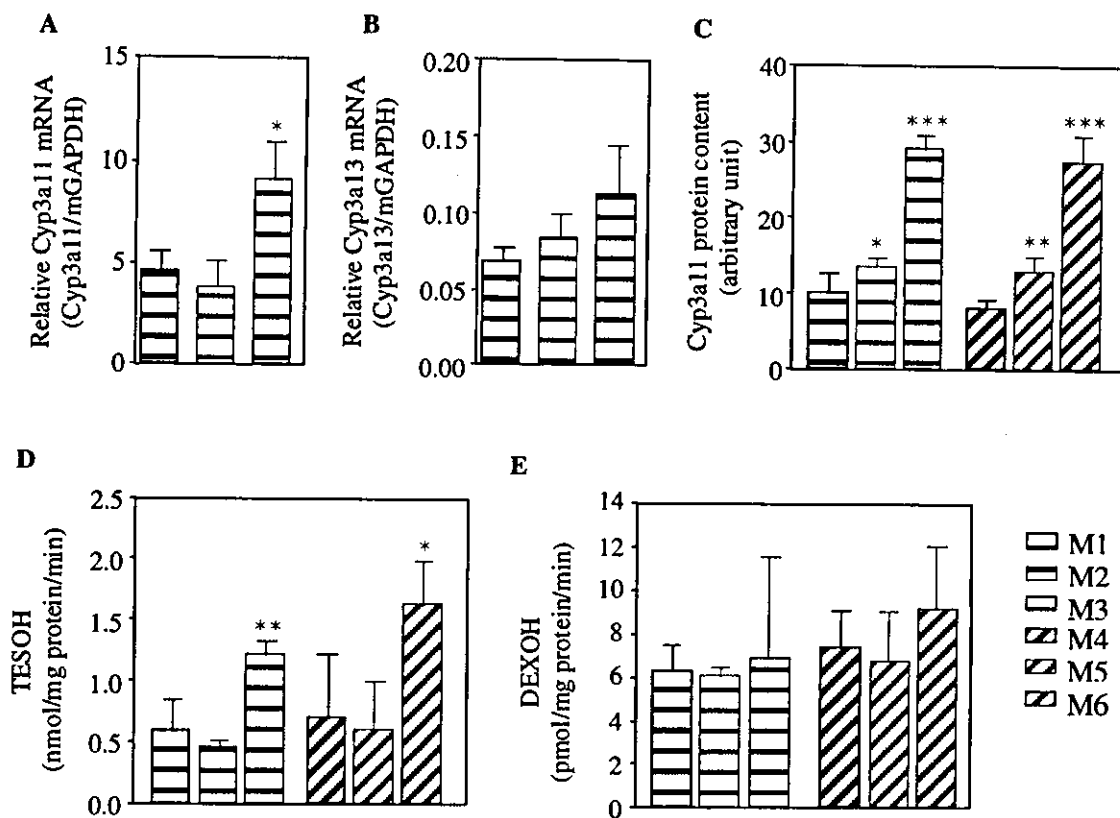 A
Relative Cyp3a11 mRNA
(Cyp3a11/mGAPDH)
15
10
5
0
*
B
Relative Cyp3a13 mRNA
(Cyp3a13/mGAPDH)
0.20
0.15
0.10
0.05
0.00
C
Cyp3a11 protein content
(arbitrary unit)
40
30
20
10
0
*
***
**
***
D
TESOH
(nmol/mg protein/min)
2.5
2.0
1.5
1.0
0.5
0.0
**
*
E
DEXOH
(pmol/mg protein/min)
14
12
10
8
6
4
2
0
M1
M2
M3
M4
M5
M6